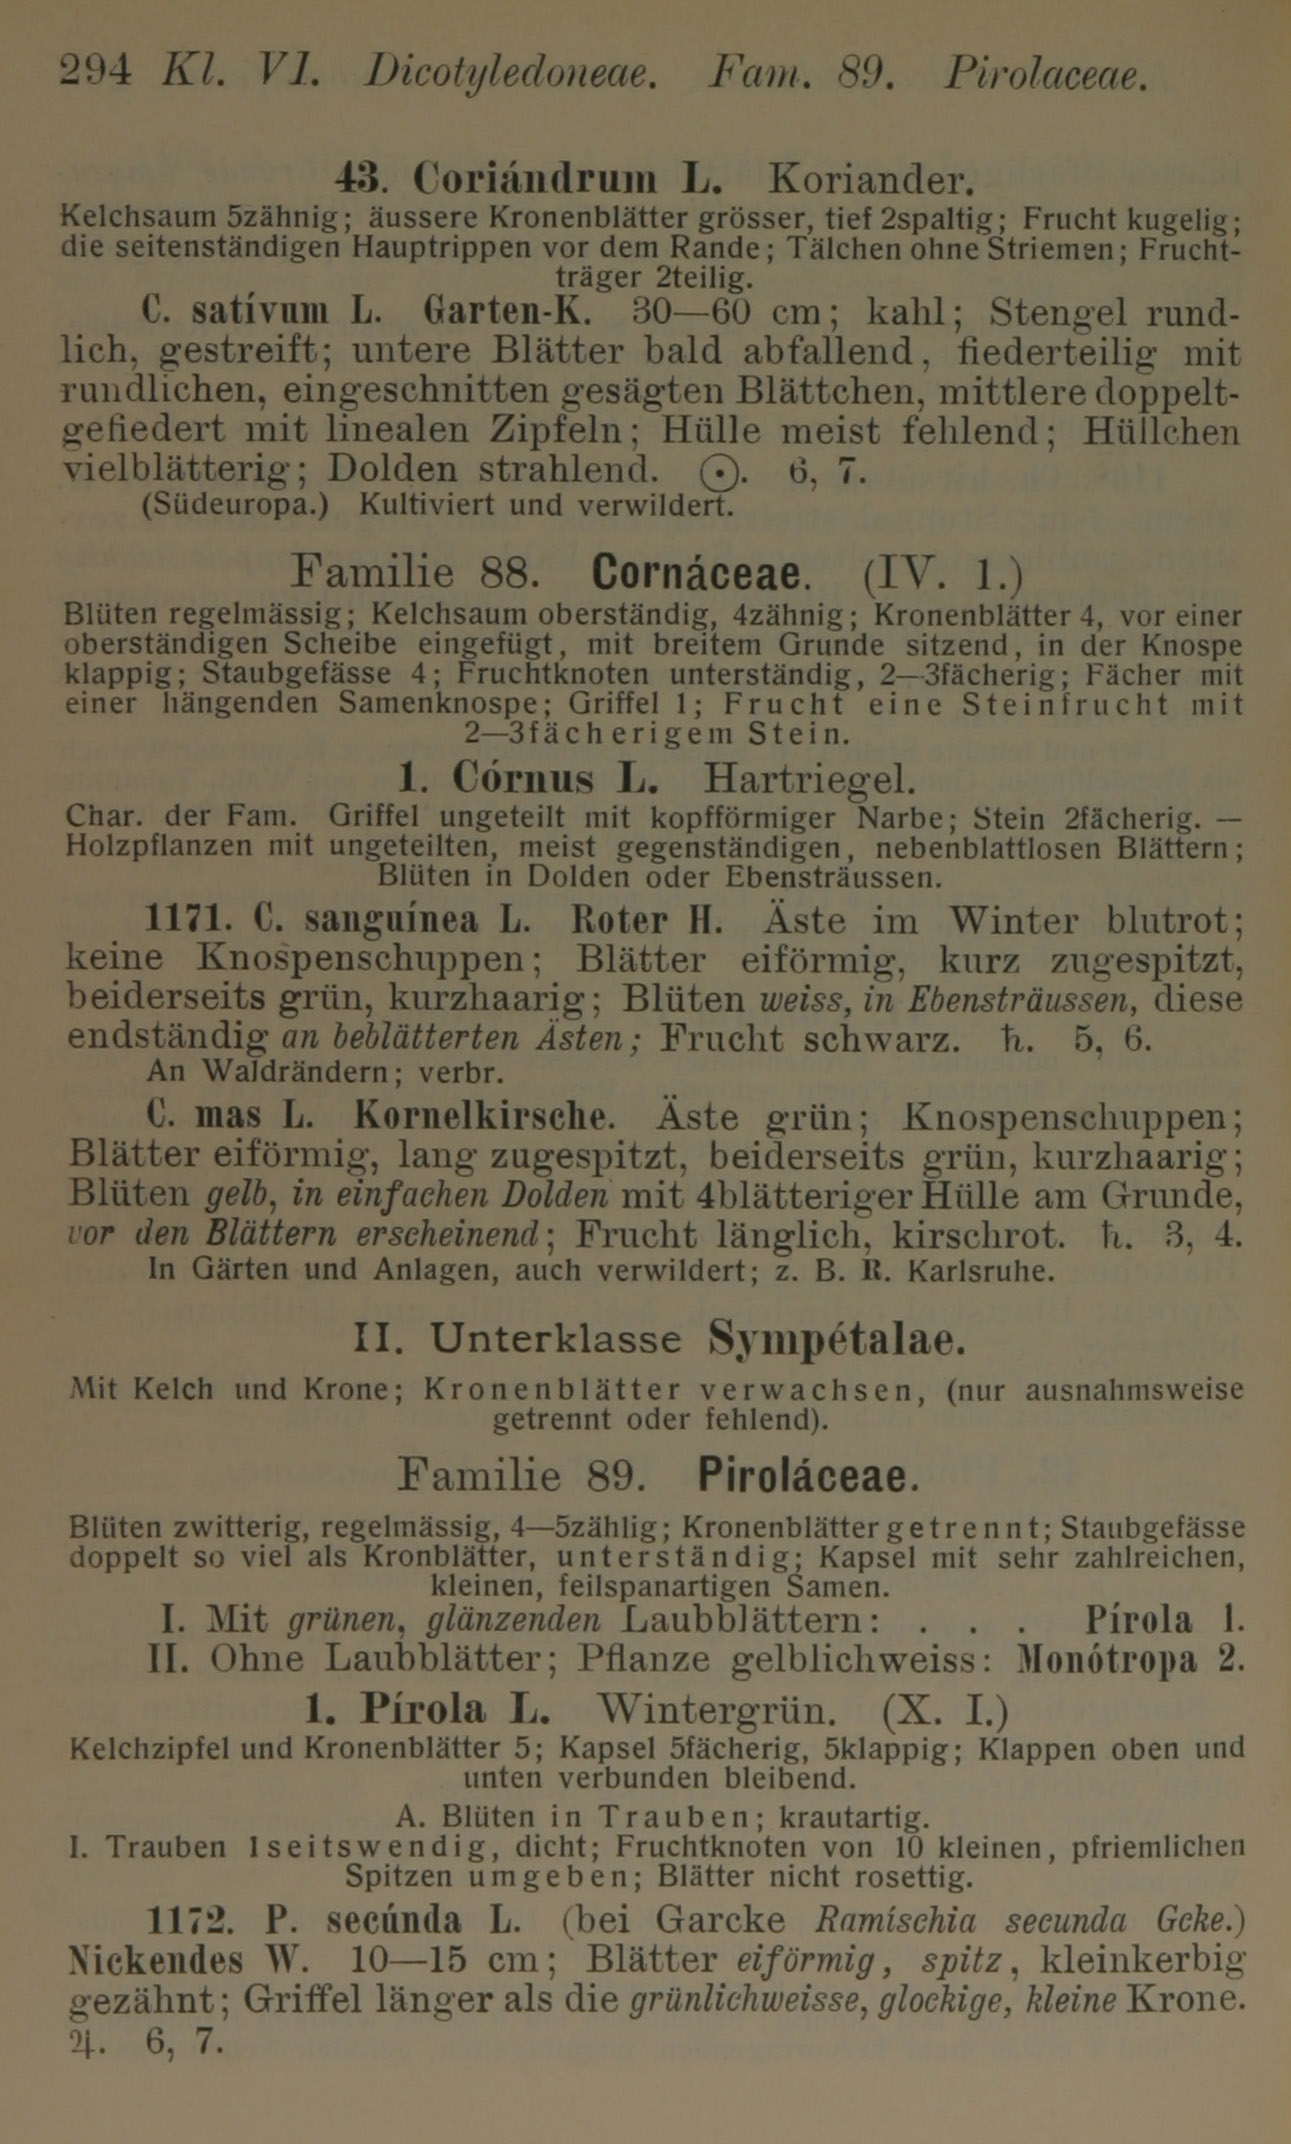 294 Kl. VI. Dicotyledoneae. Fam. 89. Pirolaceae.
43. Coriándrum L. Koriander.
Kelchsaum 5zähnig; äussere Kronenblätter grösser, tief 2spaltig; Frucht kugelig;
die seitenständigen Hauptrippen vor dem Rande; Tälchen ohne Striemen; Frucht-
träger 2teilig.
C. satívum L. Garten-K. 30—60 cm; kahl; Stengel rund-
lich, gestreift; untere Blätter bald abfallend, fiederteilig mit
rundlichen, eingeschnitten gesägten Blättchen, mittlere doppelt-
gefiedert mit linealen Zipfeln; Hülle meist fehlend; Hüllchen
vielblätterig; Dolden strahlend. ⊙. 6, 7.
(Südeuropa.) Kultiviert und verwildert.
Familie 88. Cornáceae. (IV. 1.)
Blüten regelmässig; Kelchsaum oberständig, 4zähnig; Kronenblätter 4, vor einer
oberständigen Scheibe eingefügt, mit breitem Grunde sitzend, in der Knospe
klappig; Staubgefässe 4; Fruchtknoten unterständig, 2—3fächerig; Fächer mit
einer hängenden Samenknospe; Griffel 1; Frucht eine Steinfrucht mit
2—3fächerigem Stein.
1. Córnus L. Hartriegel.
Char. der Fam. Griffel ungeteilt mit kopfförmiger Narbe; Stein 2fächerig. —
Holzpflanzen mit ungeteilten, meist gegenständigen, nebenblattlosen Blättern;
Blüten in Dolden oder Ebensträussen.
1171. C. sanguínea L. Roter H. Äste im Winter blutrot;
keine Knospenschuppen; Blätter eiförmig, kurz zugespitzt,
beiderseits grün, kurzhaarig; Blüten weiss, in Ebensträussen, diese
endständig an beblätterten Ästen; Frucht schwarz. ♄. 5, 6.
An Waldrändern; verbr.
C. mas L. Kornelkirsche. Äste grün; Knospenschuppen;
Blätter eiförmig, lang zugespitzt, beiderseits grün, kurzhaarig;
Blüten gelb, in einfachen Dolden mit 4blätteriger Hülle am Grunde,
vor den Blättern erscheinend; Frucht länglich, kirschrot. ♄. 3, 4.
In Gärten und Anlagen, auch verwildert; z. B. R. Karlsruhe.
II. Unterklasse Sympétalae.
Mit Kelch und Krone; Kronenblätter verwachsen, (nur ausnahmsweise
getrennt oder fehlend).
Familie 89. Piroláceae.
Blüten zwitterig, regelmässig, 4—5zählig; Kronenblätter getrennt; Staubgefässe
doppelt so viel als Kronblätter, unterständig; Kapsel mit sehr zahlreichen,
kleinen, feilspanartigen Samen.
I. Mit grünen, glänzenden Laubblättern: . . . Pírola 1.
II. Ohne Laubblätter; Pflanze gelblichweiss: Monótropa 2.
1. Pírola L. Wintergrün. (X. I.)
Kelchzipfel und Kronenblätter 5; Kapsel 5fächerig, 5klappig; Klappen oben und
unten verbunden bleibend.
A. Blüten in Trauben; krautartig.
I. Trauben 1seitswendig, dicht; Fruchtknoten von 10 kleinen, pfriemlichen
Spitzen umgeben; Blätter nicht rosettig.
1172. P. secúnda L. (bei Garcke Ramíschia secunda Gcke.)
Nickendes W. 10—15 cm; Blätter eiförmig, spitz, kleinkerbig
gezähnt; Griffel länger als die grünlichweisse, glockige, kleine Krone.
♃. 6, 7.